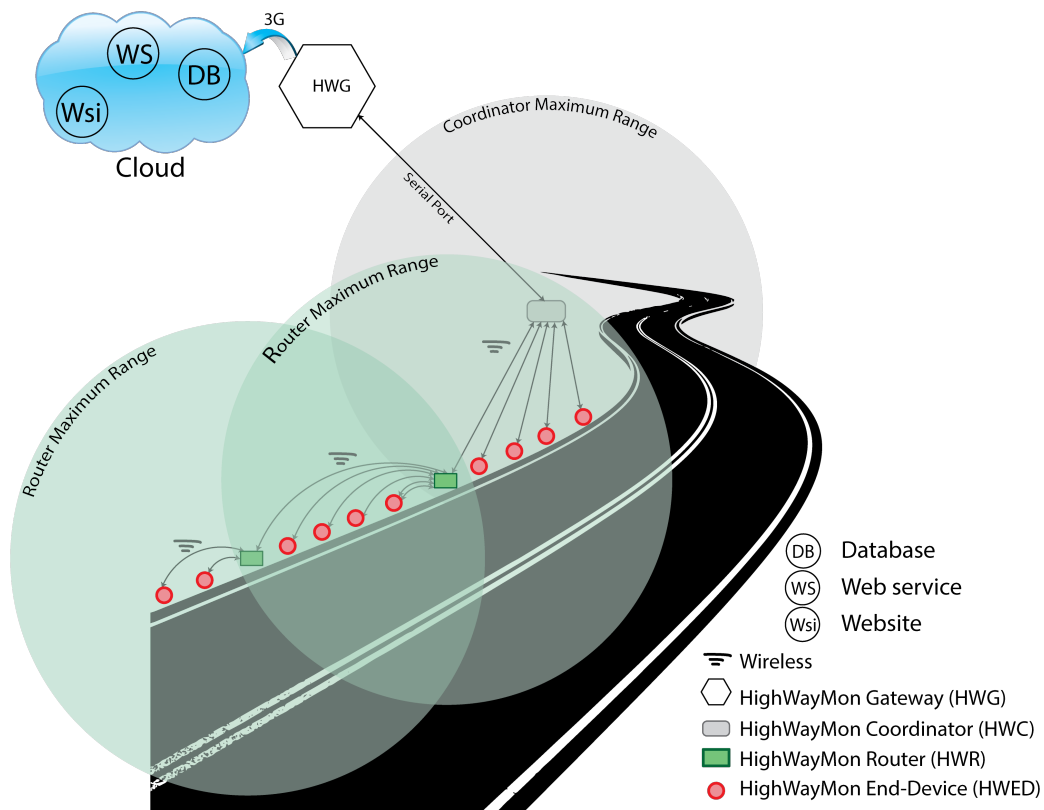 3G
WS
DB
Wsi
Cloud
HWG
Serial Port
Coordinator Maximum Range
Router Maximum Range
Router Maximum Range
DB Database
WS Web service
Wsi Website
Wireless
HighWayMon Gateway (HWG)
HighWayMon Coordinator (HWC)
HighWayMon Router (HWR)
HighWayMon End-Device (HWED)